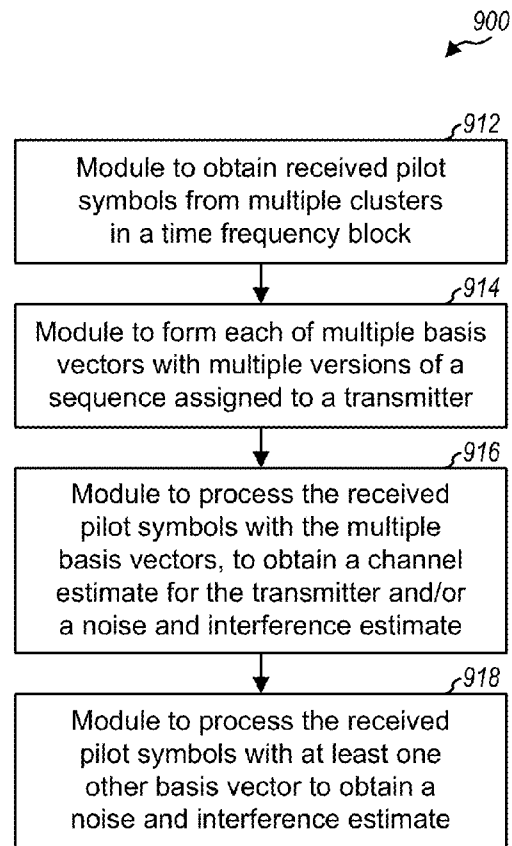 900
912
Module to obtain received pilot
symbols from multiple clusters
in a time frequency block
914
Module to form each of multiple basis
vectors with multiple versions of a
sequence assigned to a transmitter
916
Module to process the received
pilot symbols with the multiple
basis vectors, to obtain a channel
estimate for the transmitter and/or
a noise and interference estimate
918
Module to process the received
pilot symbols with at least one
other basis vector to obtain a
noise and interference estimate